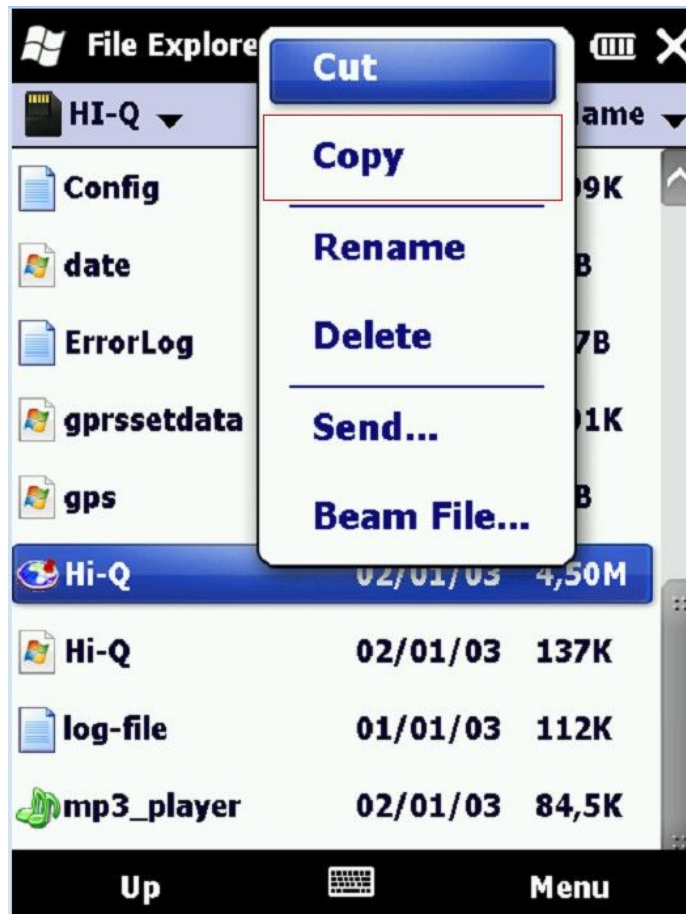 File Explore
HI-Q
ame
Cut
Copy
Rename
Delete
Send...
Beam File...
Config 9K
date B
ErrorLog 7B
gprssetdata 1K
gps B
Hi-Q 02/01/03 4,50M
Hi-Q 02/01/03 137K
log-file 01/01/03 112K
mp3_player 02/01/03 84,5K
Up Menu